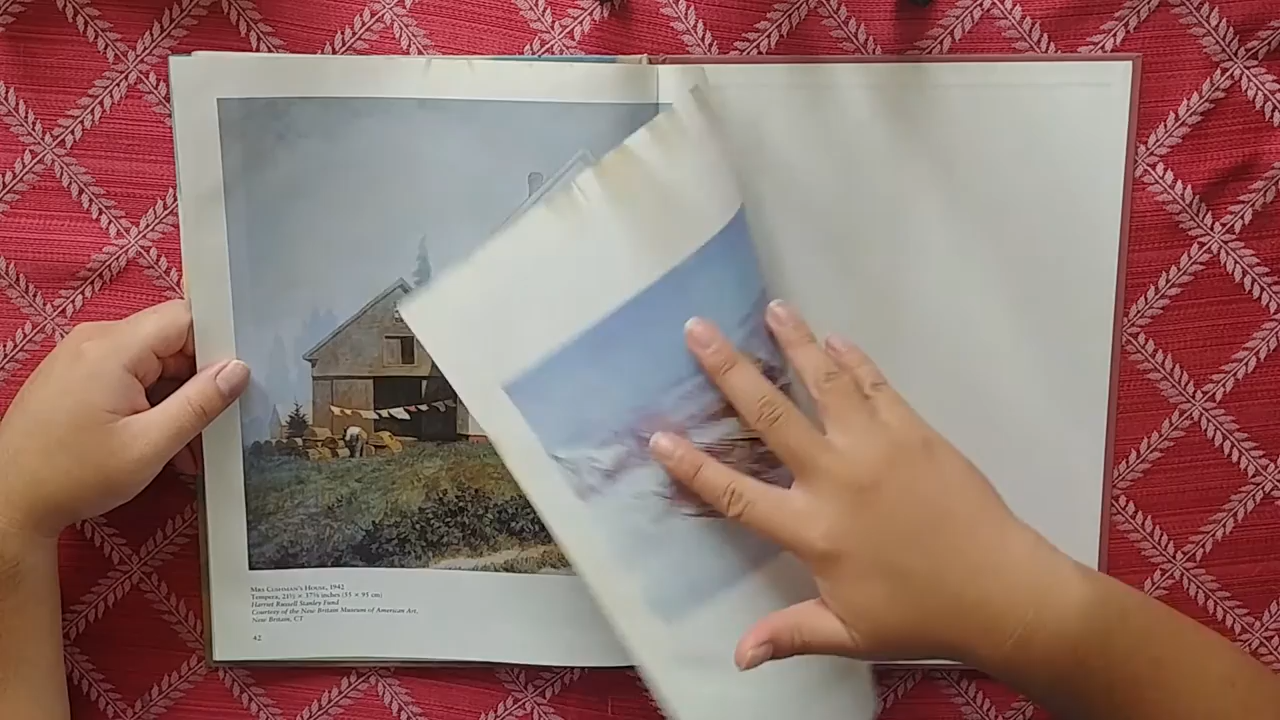 MRS CUSHMAN'S HOUSE, 1942
Tempera, 21½ × 37⅜ inches (55 × 95 cm)
Harriet Russell Stanley Fund
Courtesy of the New Britain Museum of American Art,
New Britain, CT
42